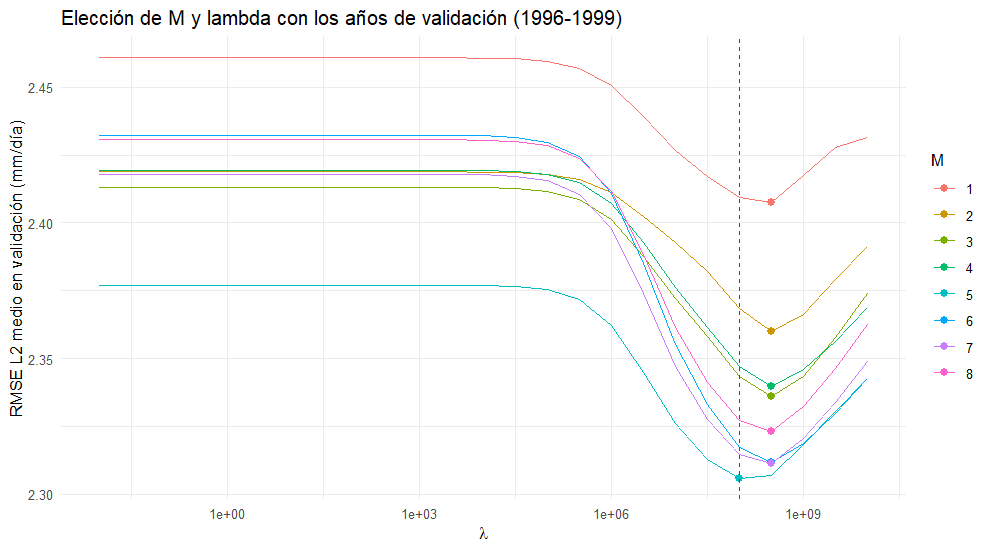 Elección de M y lambda con los años de validación (1996-1999)
RMSE L2 medio en validación (mm/día)
2.45
2.40
2.35
2.30
1e+00
1e+03
1e+06
1e+09
λ
M
1
2
3
4
5
6
7
8